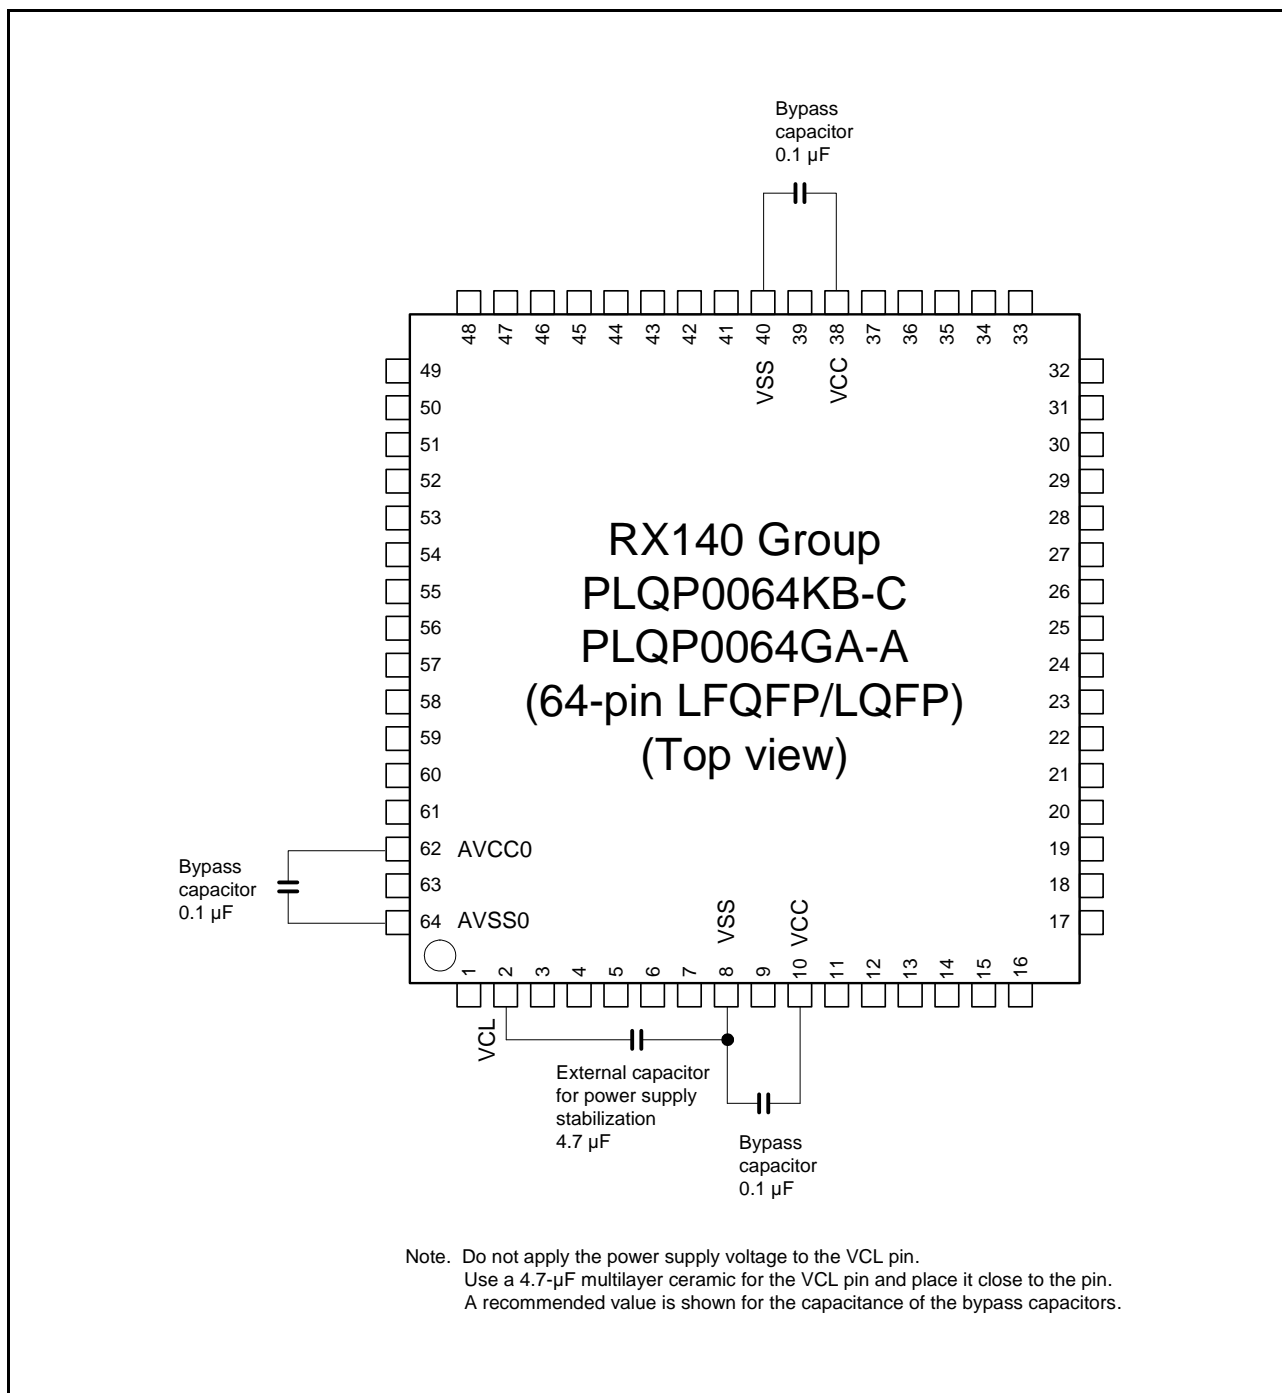 Bypass
capacitor
0.1 µF
48 47 46 45 44 43 42 41 40 39 38 37 36 35 34 33
VSS VCC
49 32
50 31
51 30
52 29
53 28
54 27
55 26
56 25
57 24
58 23
59 22
60 21
61 20
62 AVCC0 19
63 18
64 AVSS0 17
RX140 Group
PLQP0064KB-C
PLQP0064GA-A
(64-pin LFQFP/LQFP)
(Top view)
Bypass
capacitor
0.1 µF
VSS VCC
1 2 3 4 5 6 7 8 9 10 11 12 13 14 15 16
VCL
External capacitor
for power supply
stabilization
4.7 µF
Bypass
capacitor
0.1 µF
Note. Do not apply the power supply voltage to the VCL pin.
Use a 4.7-µF multilayer ceramic for the VCL pin and place it close to the pin.
A recommended value is shown for the capacitance of the bypass capacitors.